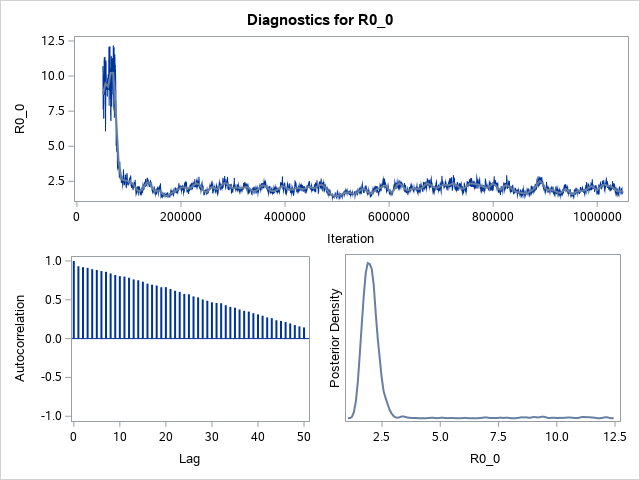 Diagnostics for R0_0
12.5
10.0
7.5
5.0
2.5
R0_0
0 200000 400000 600000 800000 1000000
Iteration
1.0
0.5
0.0
-0.5
-1.0
Autocorrelation
0 10 20 30 40 50
Lag
Posterior Density
2.5 5.0 7.5 10.0 12.5
R0_0